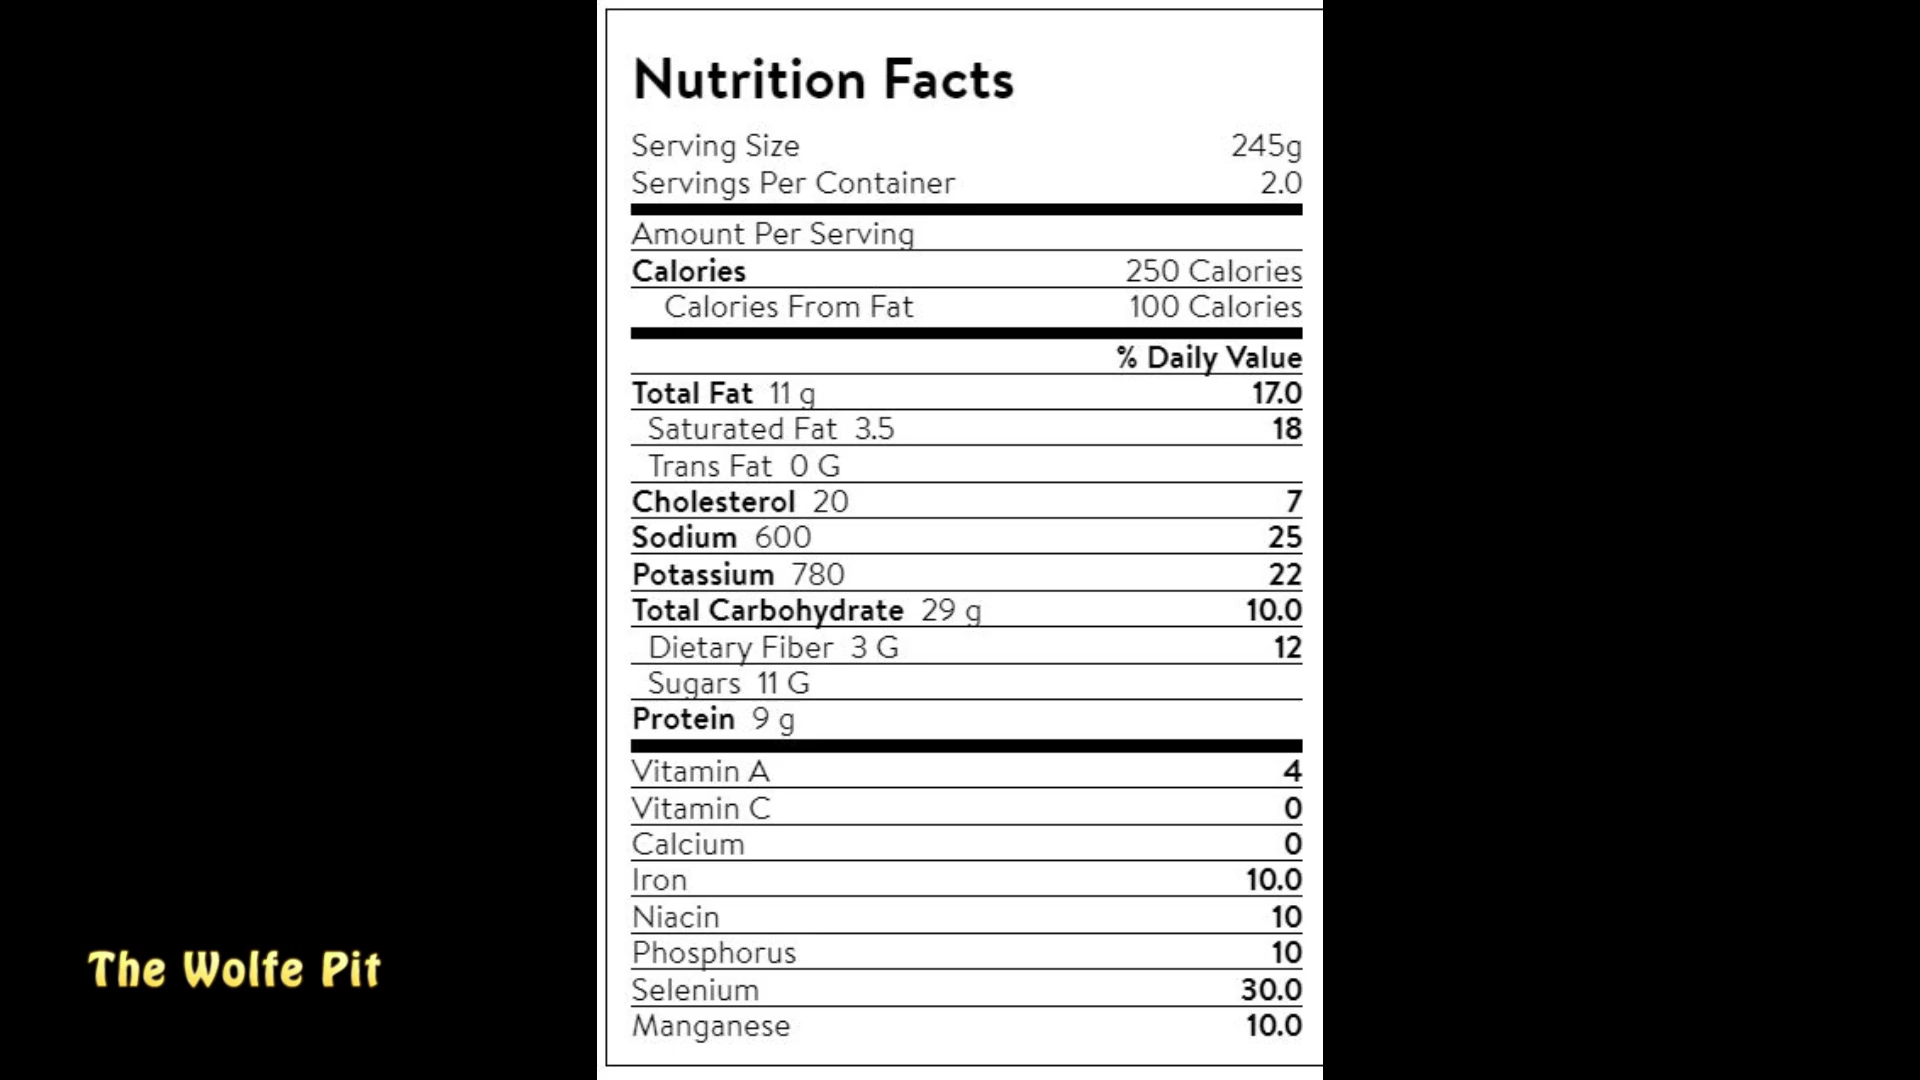 Nutrition Facts
Serving Size 245g
Servings Per Container 2.0
Amount Per Serving
Calories 250 Calories
Calories From Fat 100 Calories
% Daily Value
Total Fat 11 g 17.0
Saturated Fat 3.5 18
Trans Fat 0 G
Cholesterol 20 7
Sodium 600 25
Potassium 780 22
Total Carbohydrate 29 g 10.0
Dietary Fiber 3 G 12
Sugars 11 G
Protein 9 g
Vitamin A 4
Vitamin C 0
Calcium 0
Iron 10.0
Niacin 10
Phosphorus 10
Selenium 30.0
Manganese 10.0
The Wolfe Pit